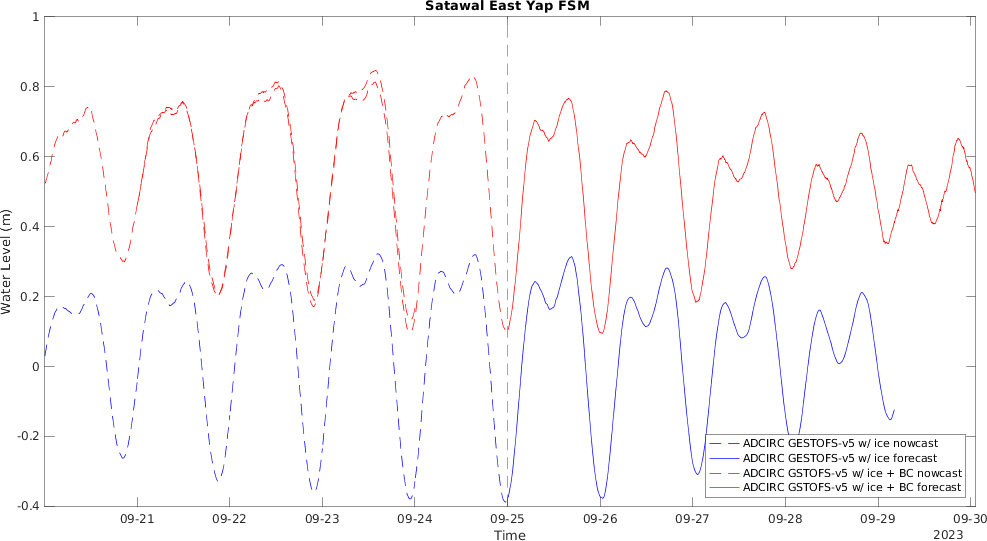 Satawal East Yap FSM
1
0.8
0.6
0.4
0.2
0
-0.2
-0.4
Water Level (m)
ADCIRC GESTOFS-v5 w/ ice nowcast
ADCIRC GESTOFS-v5 w/ ice forecast
ADCIRC GSTOFS-v5 w/ ice + BC nowcast
ADCIRC GSTOFS-v5 w/ ice + BC forecast
09-21 09-22 09-23 09-24 09-25 09-26 09-27 09-28 09-29 09-30
Time
2023